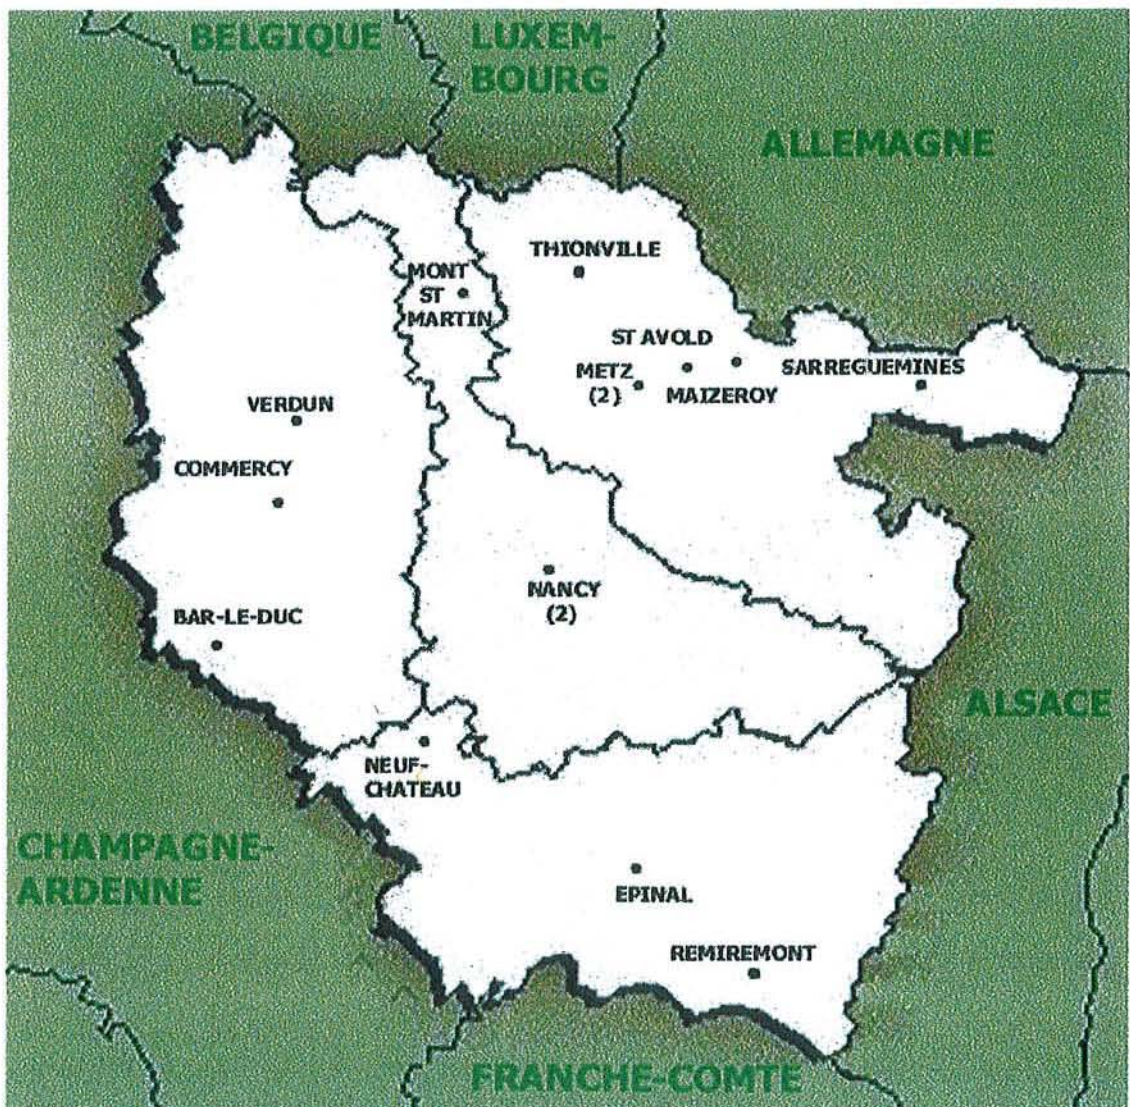 BELGIQUE
LUXEM-
BOURG
ALLEMAGNE
THIONVILLE
MONT
ST
MARTIN
ST AVOLD
METZ
(2)
MAIZEROY
SARREGUEMINES
VERDUN
COMMERCY
NANCY
(2)
BAR-LE-DUC
ALSACE
NEUF-
CHATEAU
CHAMPAGNE-
ARDENNE
EPINAL
REMIREMONT
FRANCHE-COMTE